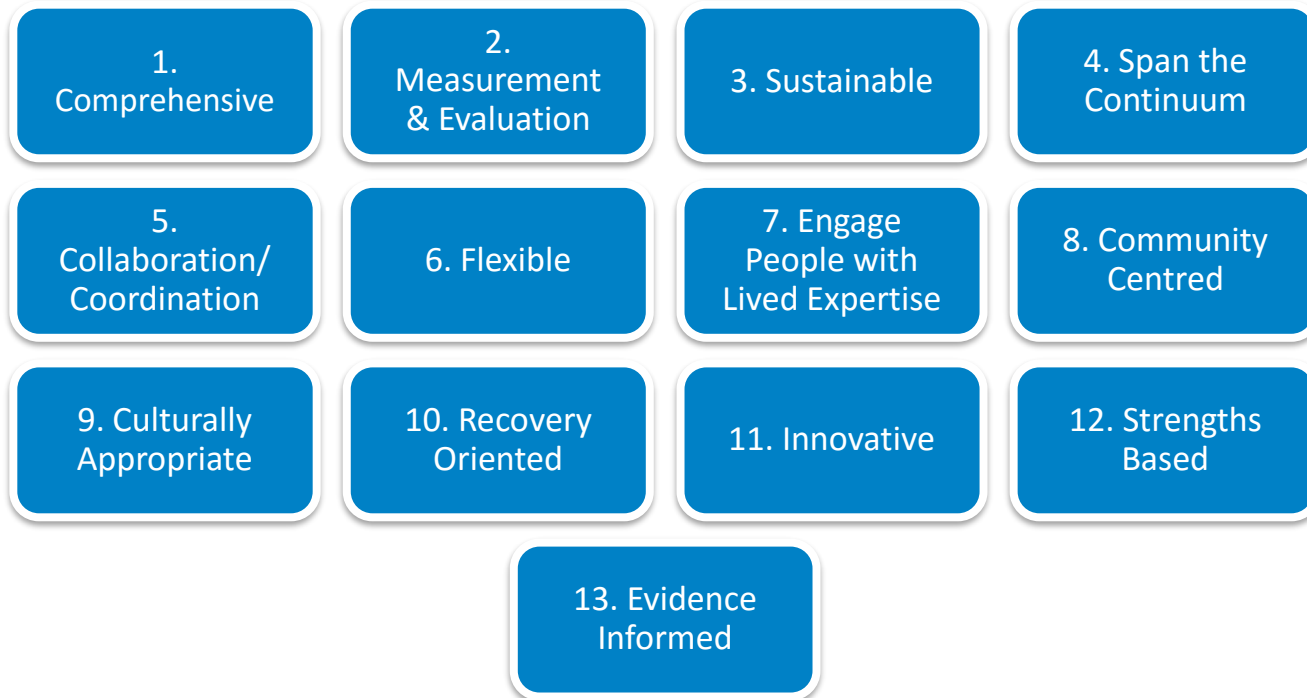 1.
Comprehensive
2.
Measurement
& Evaluation
3. Sustainable
4. Span the
Continuum
5.
Collaboration/
Coordination
6. Flexible
7. Engage
People with
Lived Expertise
8. Community
Centred
9. Culturally
Appropriate
10. Recovery
Oriented
11. Innovative
12. Strengths
Based
13. Evidence
Informed